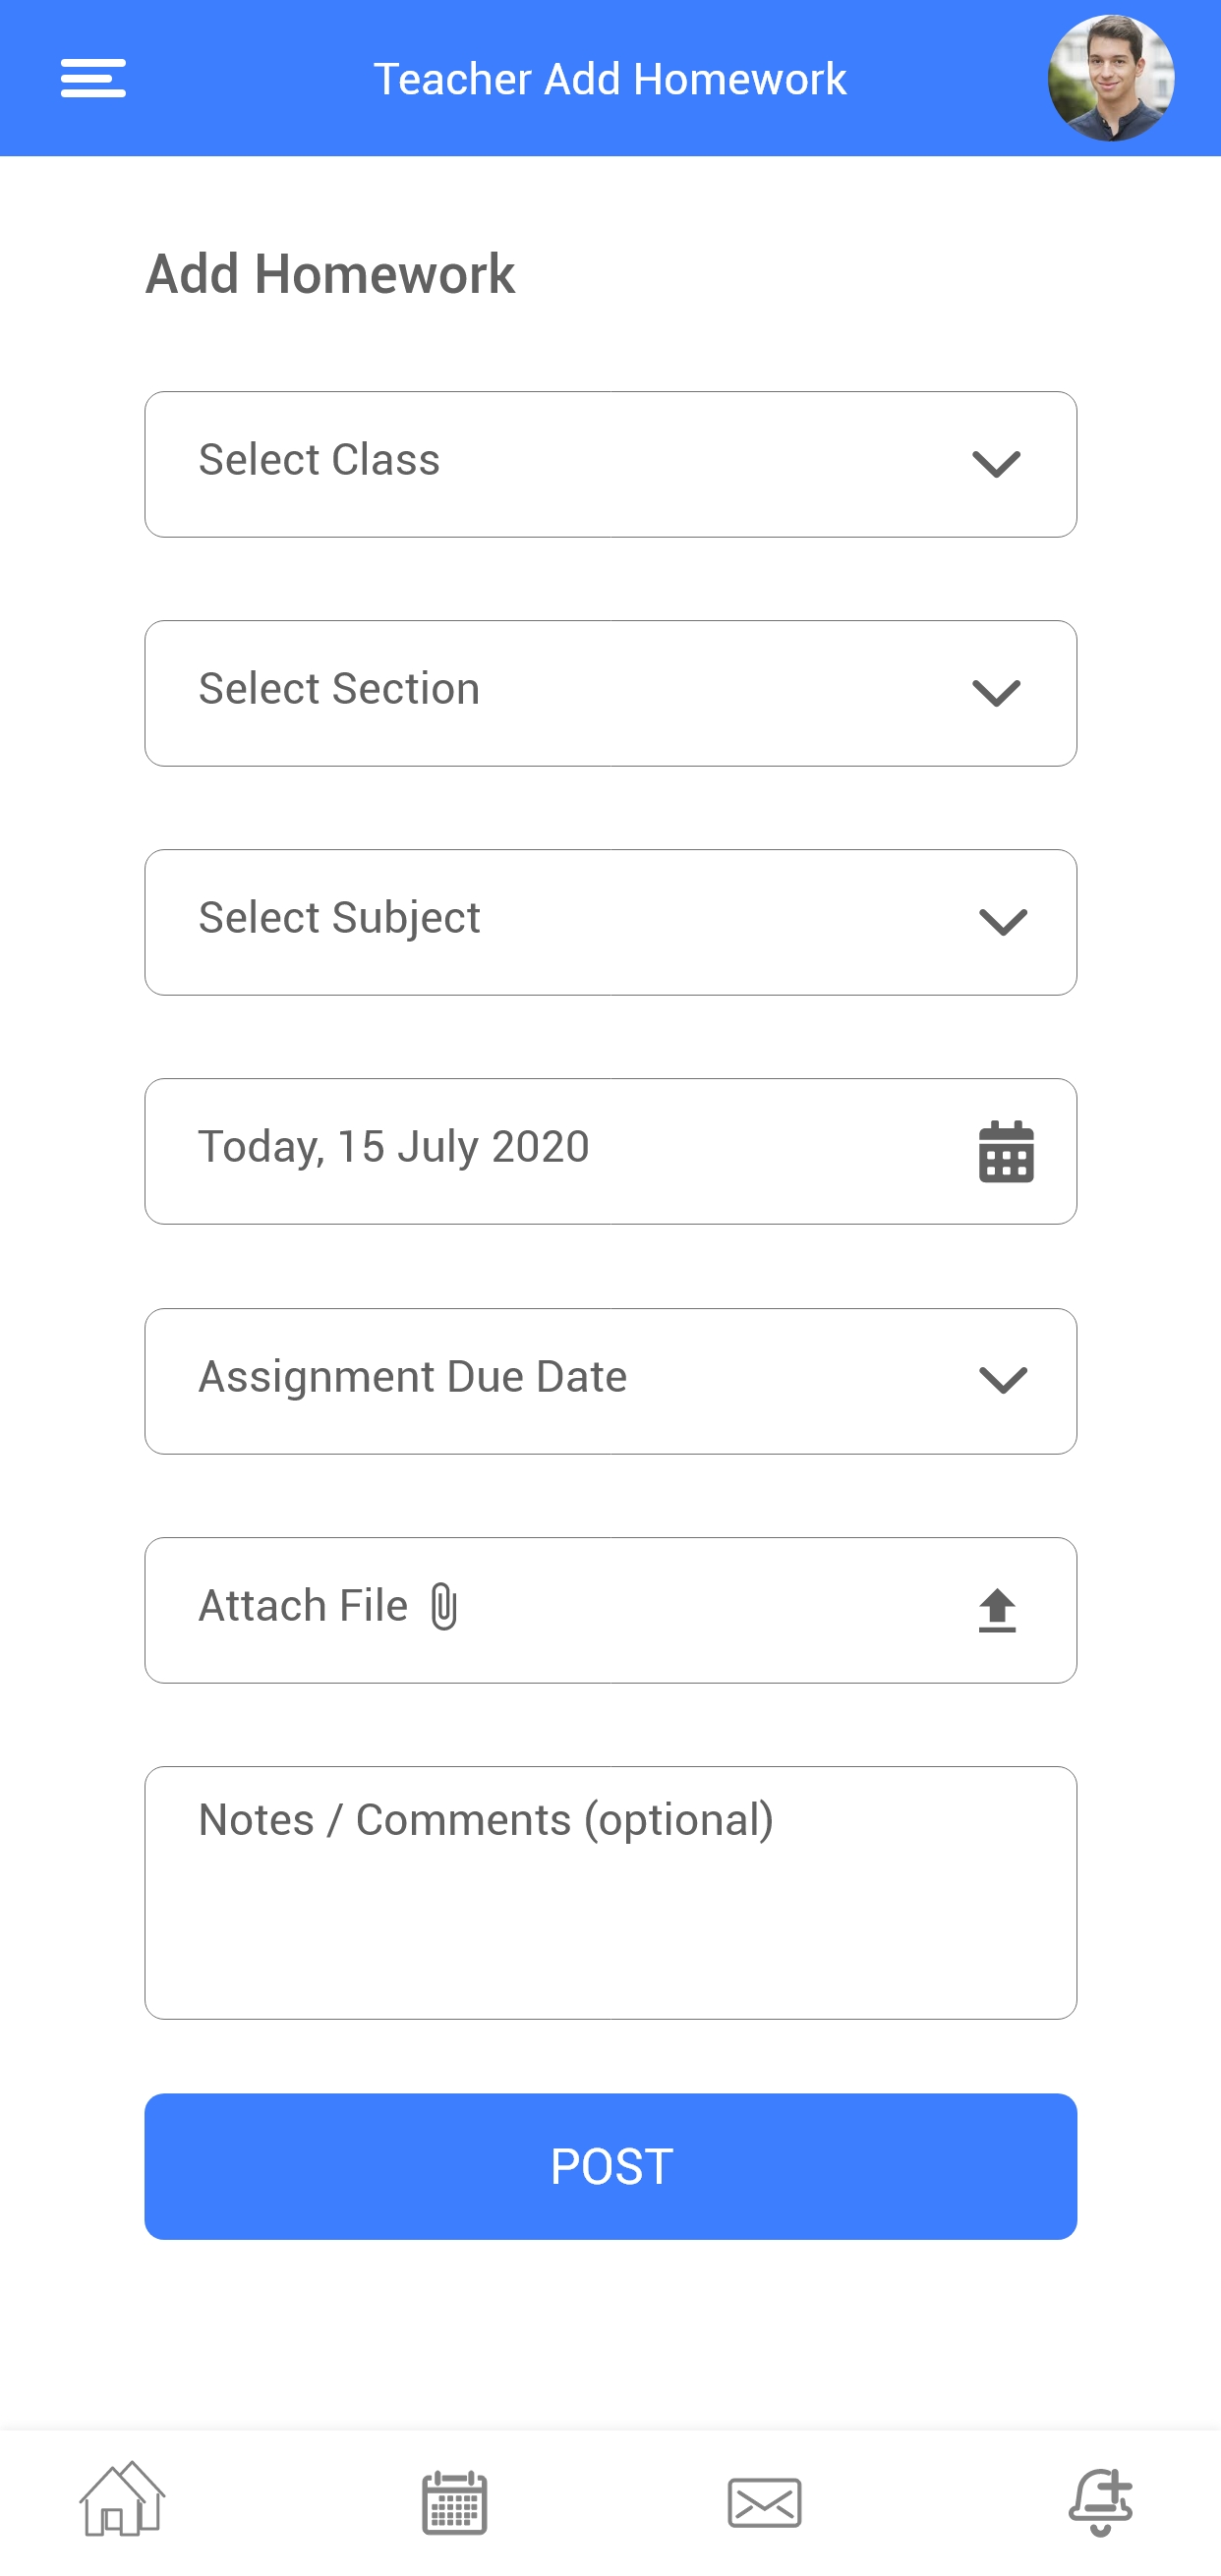 Teacher Add Homework
Add Homework
Select Class
Select Section
Select Subject
Today, 15 July 2020
Assignment Due Date
Attach File
Notes / Comments (optional)
POST